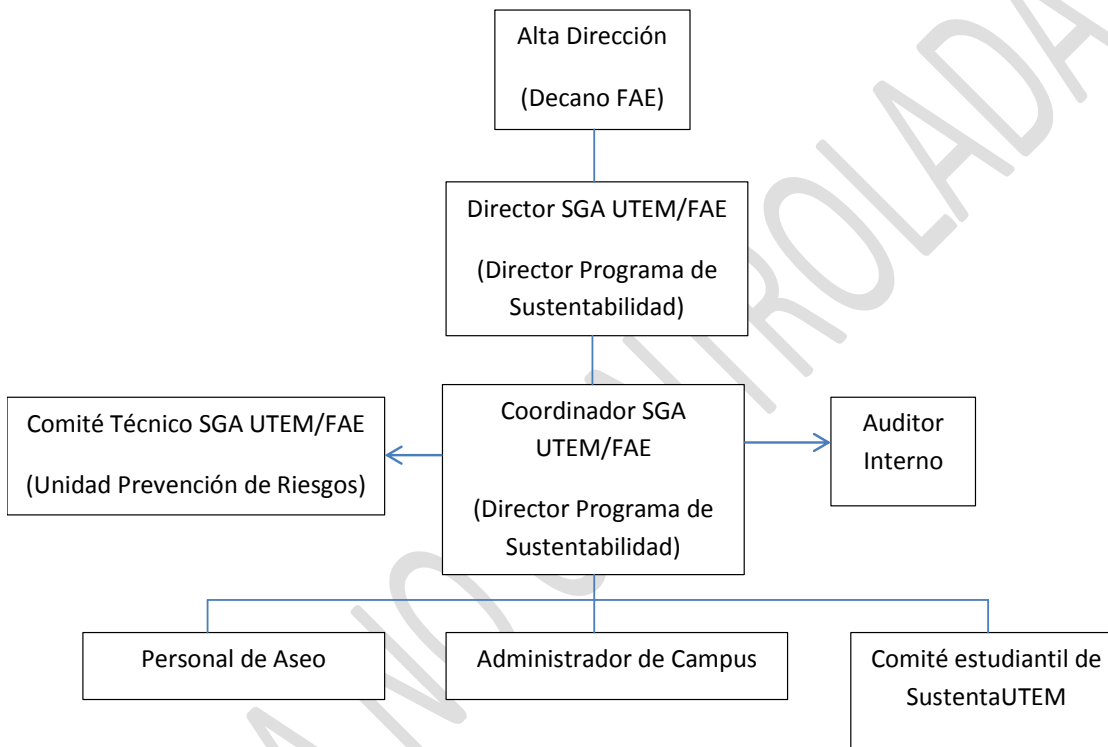 Alta Dirección
(Decano FAE)
Director SGA UTEM/FAE
(Director Programa de
Sustentabilidad)
Comité Técnico SGA UTEM/FAE
(Unidad Prevención de Riesgos)
Coordinador SGA
UTEM/FAE
(Director Programa de
Sustentabilidad)
Auditor
Interno
Personal de Aseo
Administrador de Campus
Comité estudiantil de
SustentaUTEM
A NO CONTROLADA